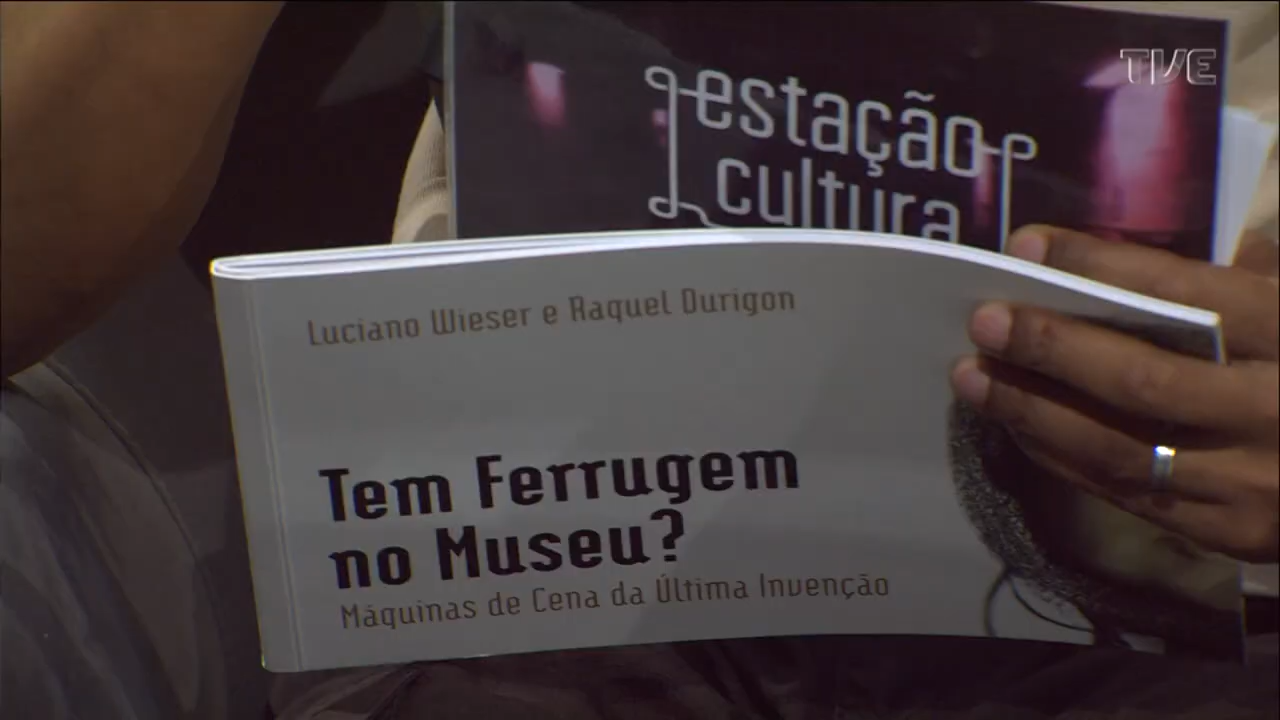 TVE
estação
cultura
Luciano Wieser e Raquel Durigon
Tem Ferrugem
no Museu?
Máquinas de Cena da Última Invenção